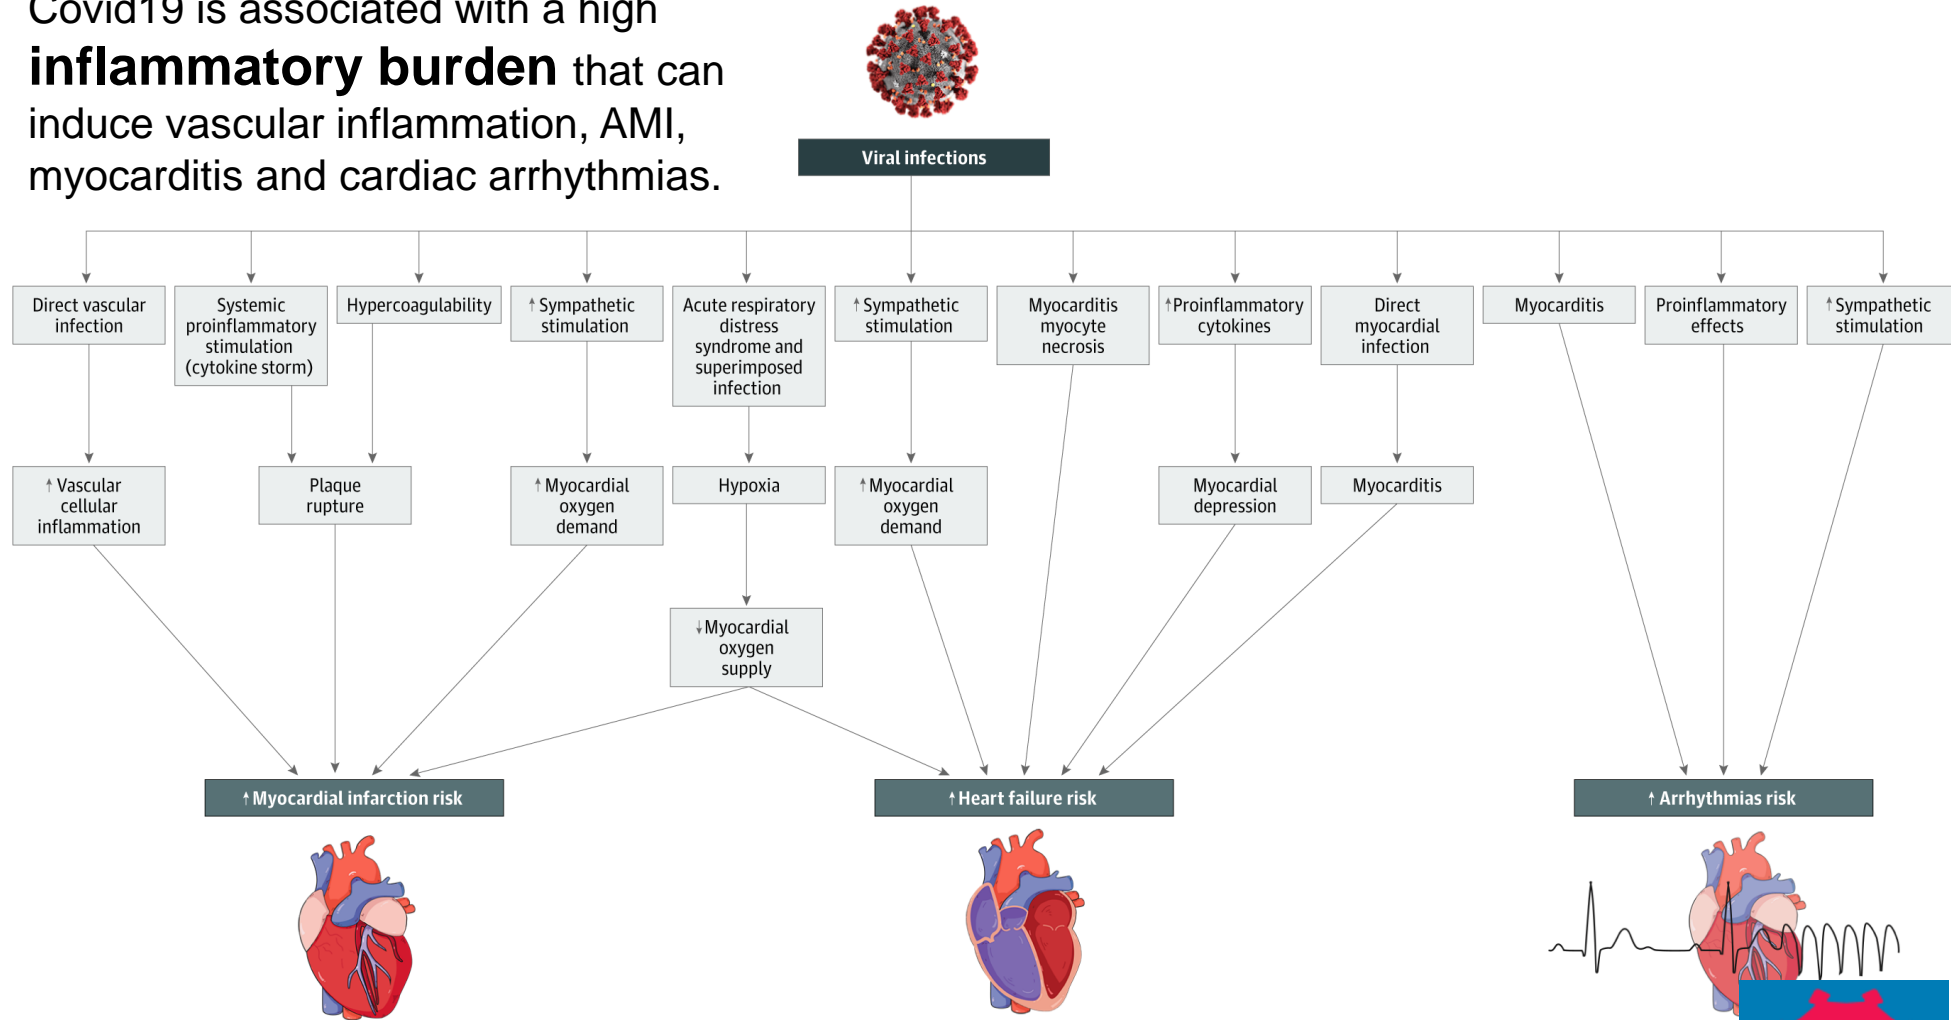 Covid19 is associated with a high
inflammatory burden that can
induce vascular inflammation, AMI,
myocarditis and cardiac arrhythmias.
Viral infections
Direct vascular
infection
Systemic
proinflammatory
stimulation
(cytokine storm)
Hypercoagulability
↑ Sympathetic
stimulation
Acute respiratory
distress
syndrome and
superimposed
infection
↑ Sympathetic
stimulation
Myocarditis
myocyte
necrosis
↑Proinflammatory
cytokines
Direct
myocardial
infection
Myocarditis
Proinflammatory
effects
↑ Sympathetic
stimulation
↑ Vascular
cellular
inflammation
Plaque
rupture
↑ Myocardial
oxygen
demand
Hypoxia
↑ Myocardial
oxygen
demand
Myocardial
depression
Myocarditis
↓ Myocardial
oxygen
supply
↑ Myocardial infarction risk
↑ Heart failure risk
↑ Arrhythmias risk